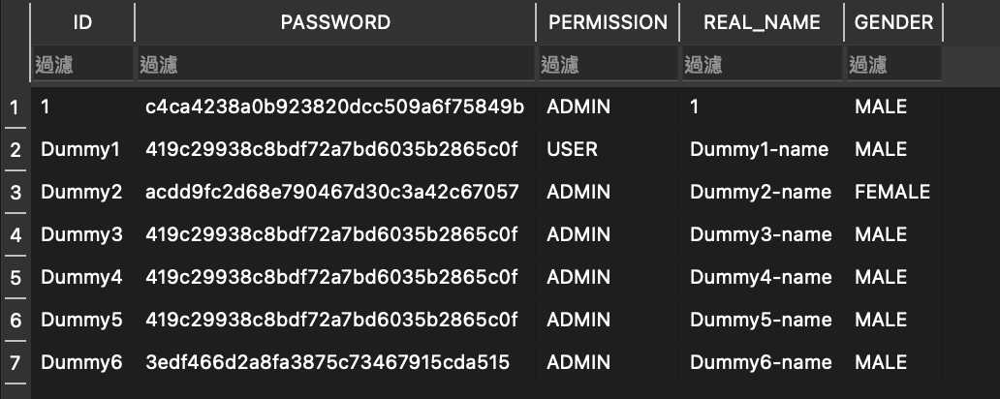 ID PASSWORD PERMISSION REAL_NAME GENDER
過濾 過濾 過濾 過濾 過濾
1 1 c4ca4238a0b923820dcc509a6f75849b ADMIN 1 MALE
2 Dummy1 419c29938c8bdf72a7bd6035b2865c0f USER Dummy1-name MALE
3 Dummy2 acdd9fc2d68e790467d30c3a42c67057 ADMIN Dummy2-name FEMALE
4 Dummy3 419c29938c8bdf72a7bd6035b2865c0f ADMIN Dummy3-name MALE
5 Dummy4 419c29938c8bdf72a7bd6035b2865c0f ADMIN Dummy4-name MALE
6 Dummy5 419c29938c8bdf72a7bd6035b2865c0f ADMIN Dummy5-name MALE
7 Dummy6 3edf466d2a8fa3875c73467915cda515 ADMIN Dummy6-name MALE